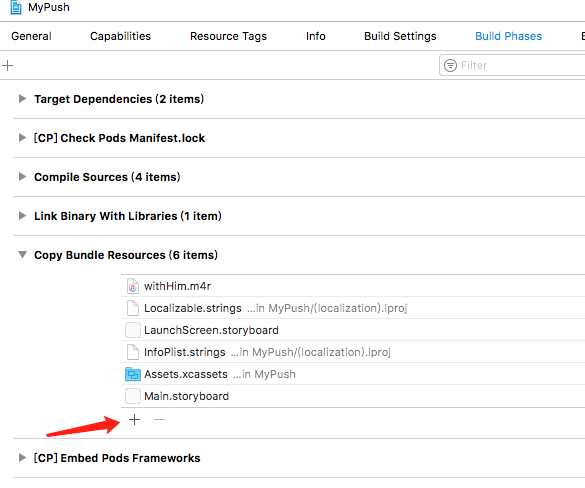 MyPush
General Capabilities Resource Tags Info Build Settings Build Phases
Filter
Target Dependencies (2 items)
[CP] Check Pods Manifest.lock
Compile Sources (4 items)
Link Binary With Libraries (1 item)
Copy Bundle Resources (6 items)
withHim.m4r
Localizable.strings ...in MyPush/(localization).lproj
LaunchScreen.storyboard
InfoPlist.strings ...in MyPush/(localization).lproj
Assets.xcassets ...in MyPush
Main.storyboard
[CP] Embed Pods Frameworks